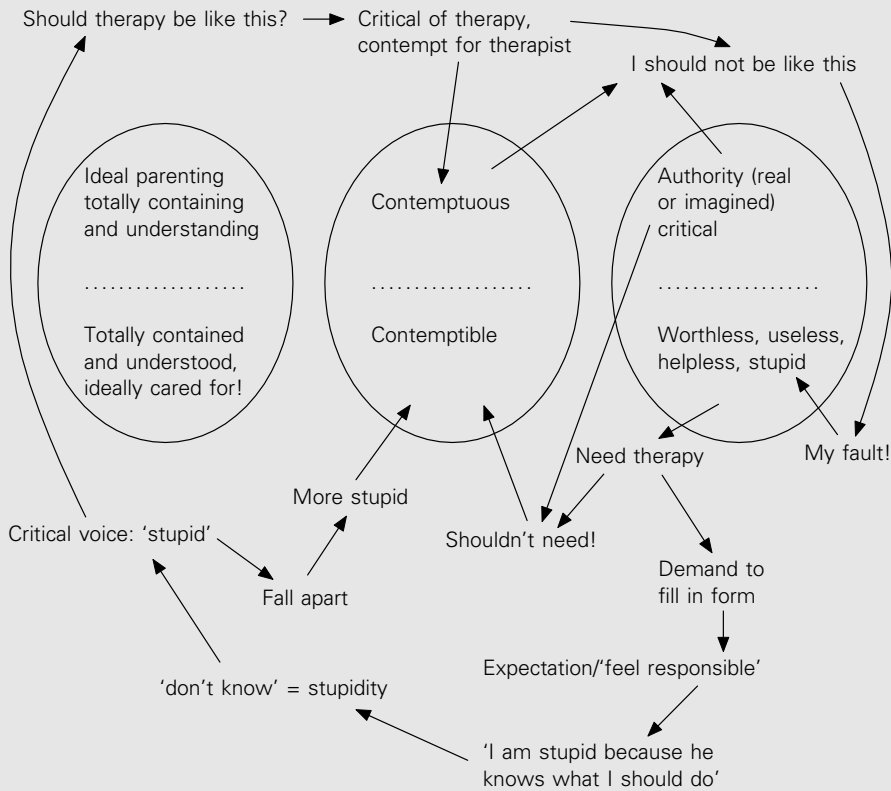 Should therapy be like this?
Critical of therapy,
contempt for therapist
I should not be like this
Ideal parenting
totally containing
and understanding
...................
Totally contained
and understood,
ideally cared for!
Contemptuous
...................
Contemptible
Authority (real
or imagined)
critical
...................
Worthless, useless,
helpless, stupid
My fault!
Need therapy
Shouldn't need!
More stupid
Critical voice: ‘stupid’
Fall apart
Demand to
fill in form
Expectation/‘feel responsible’
‘don't know’ = stupidity
‘I am stupid because he
knows what I should do’